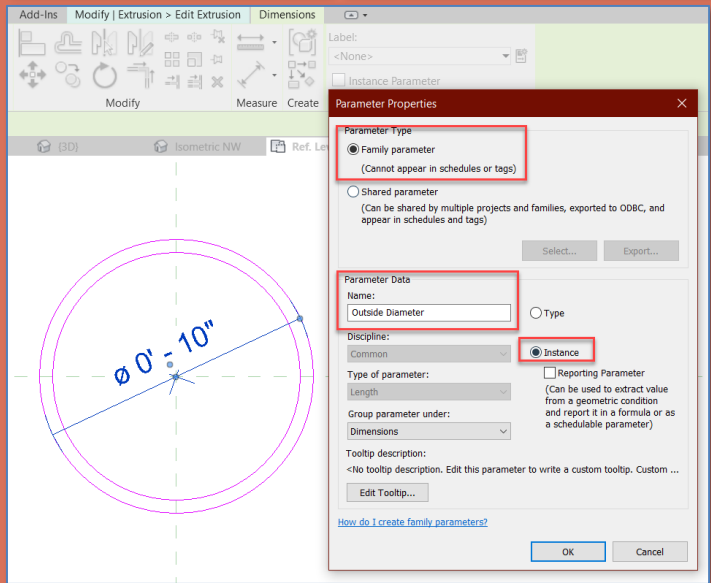 Add-Ins Modify | Extrusion > Edit Extrusion Dimensions
Label:
<None>
Instance Parameter
Modify Measure Create
{3D} Isometric NW Ref. Le
ø 0' - 10"
Parameter Properties
Parameter Type
Family parameter
(Cannot appear in schedules or tags)
Shared parameter
(Can be shared by multiple projects and families, exported to ODBC, and
appear in schedules and tags)
Select... Export...
Parameter Data
Name:
Outside Diameter
Type
Discipline:
Common
Instance
Type of parameter:
Reporting Parameter
Length
(Can be used to extract value
from a geometric condition
and report it in a formula or as
a schedulable parameter)
Group parameter under:
Dimensions
Tooltip description:
<No tooltip description. Edit this parameter to write a custom tooltip. Custom ...
Edit Tooltip...
How do I create family parameters?
OK Cancel